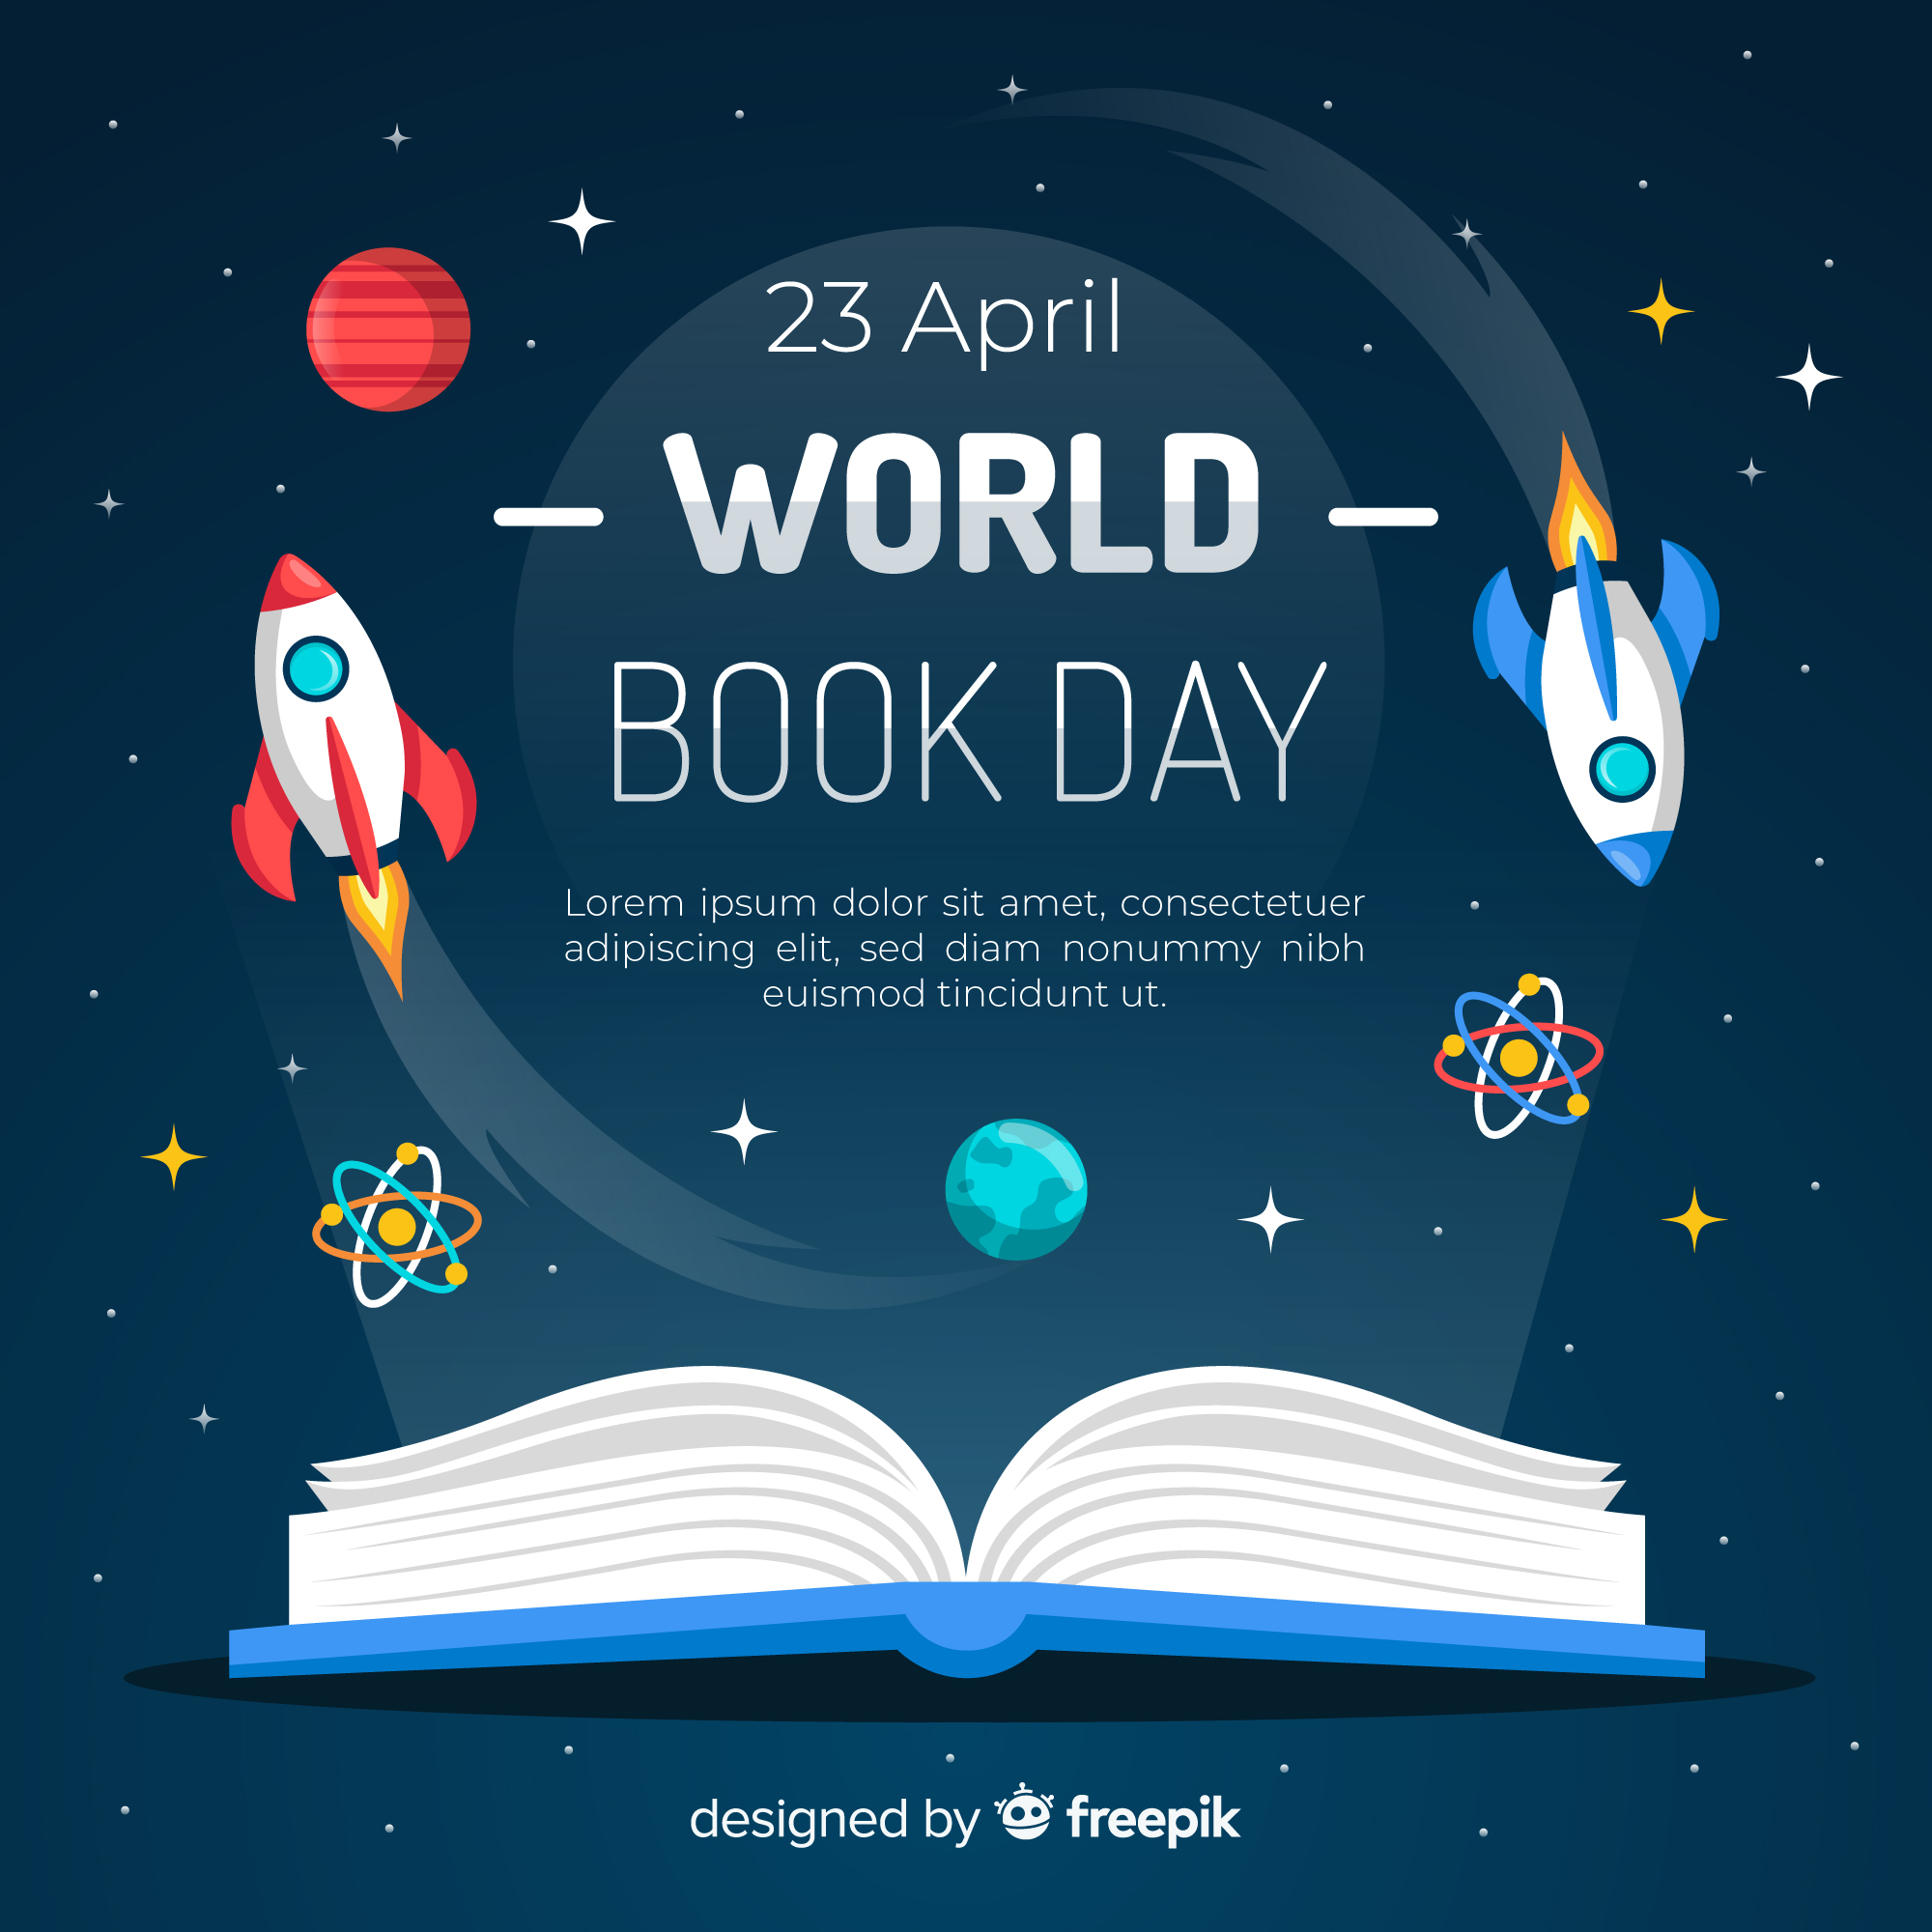 23 April
WORLD
BOOK DAY
Lorem ipsum dolor sit amet, consectetuer
adipiscing elit, sed diam nonummy nibh
euismod tincidunt ut.
designed by freepik